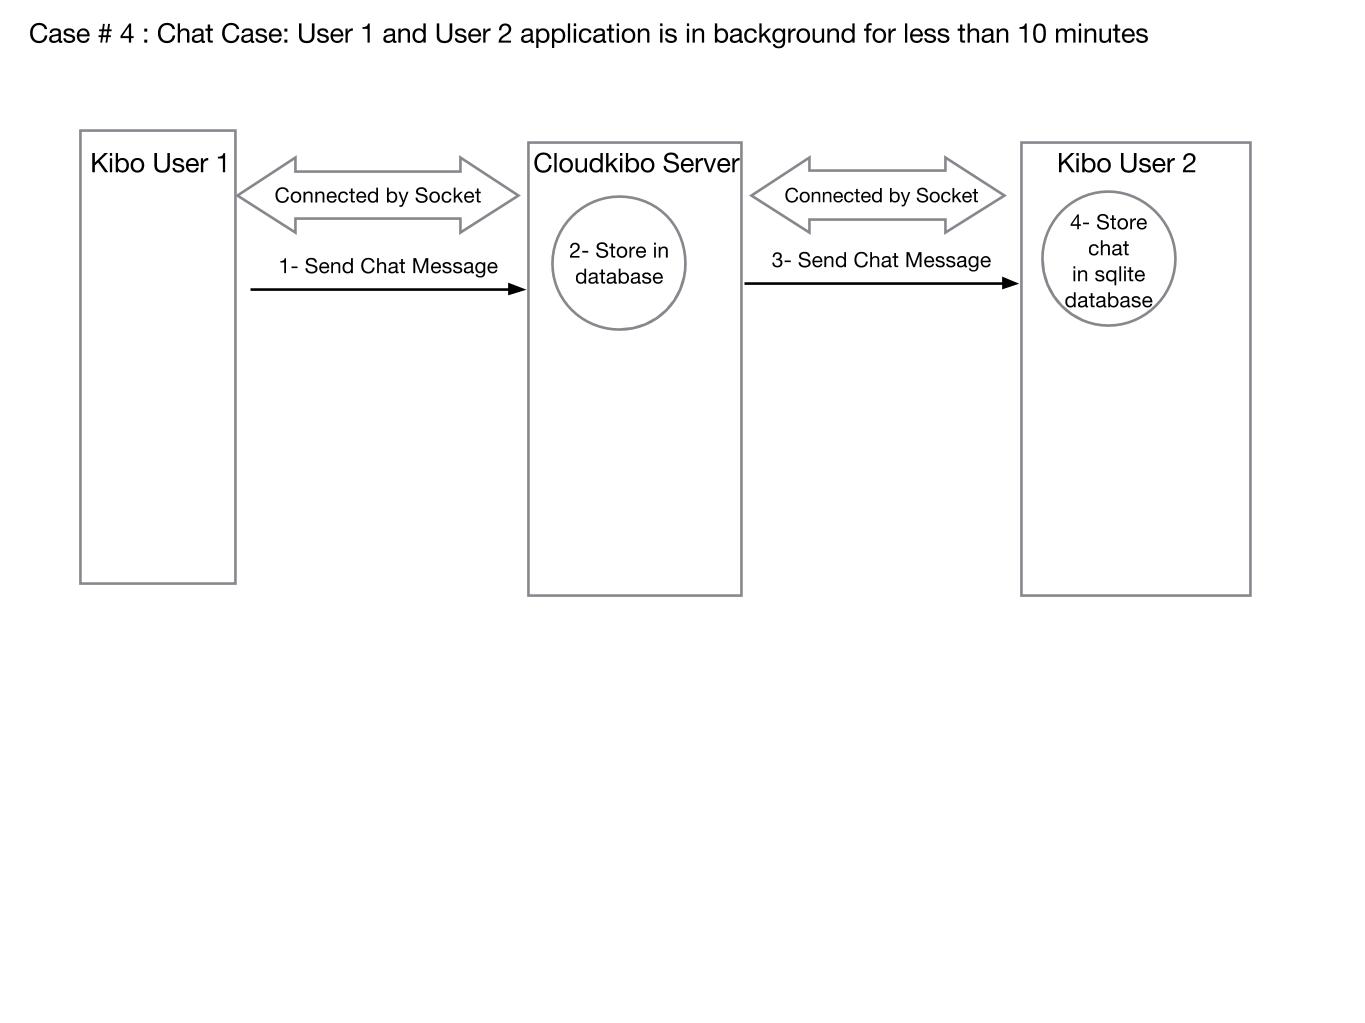 Case # 4 : Chat Case: User 1 and User 2 application is in background for less than 10 minutes
Kibo User 1
Connected by Socket
1- Send Chat Message
Cloudkibo Server
2- Store in
database
Connected by Socket
3- Send Chat Message
Kibo User 2
4- Store
chat
in sqlite
database